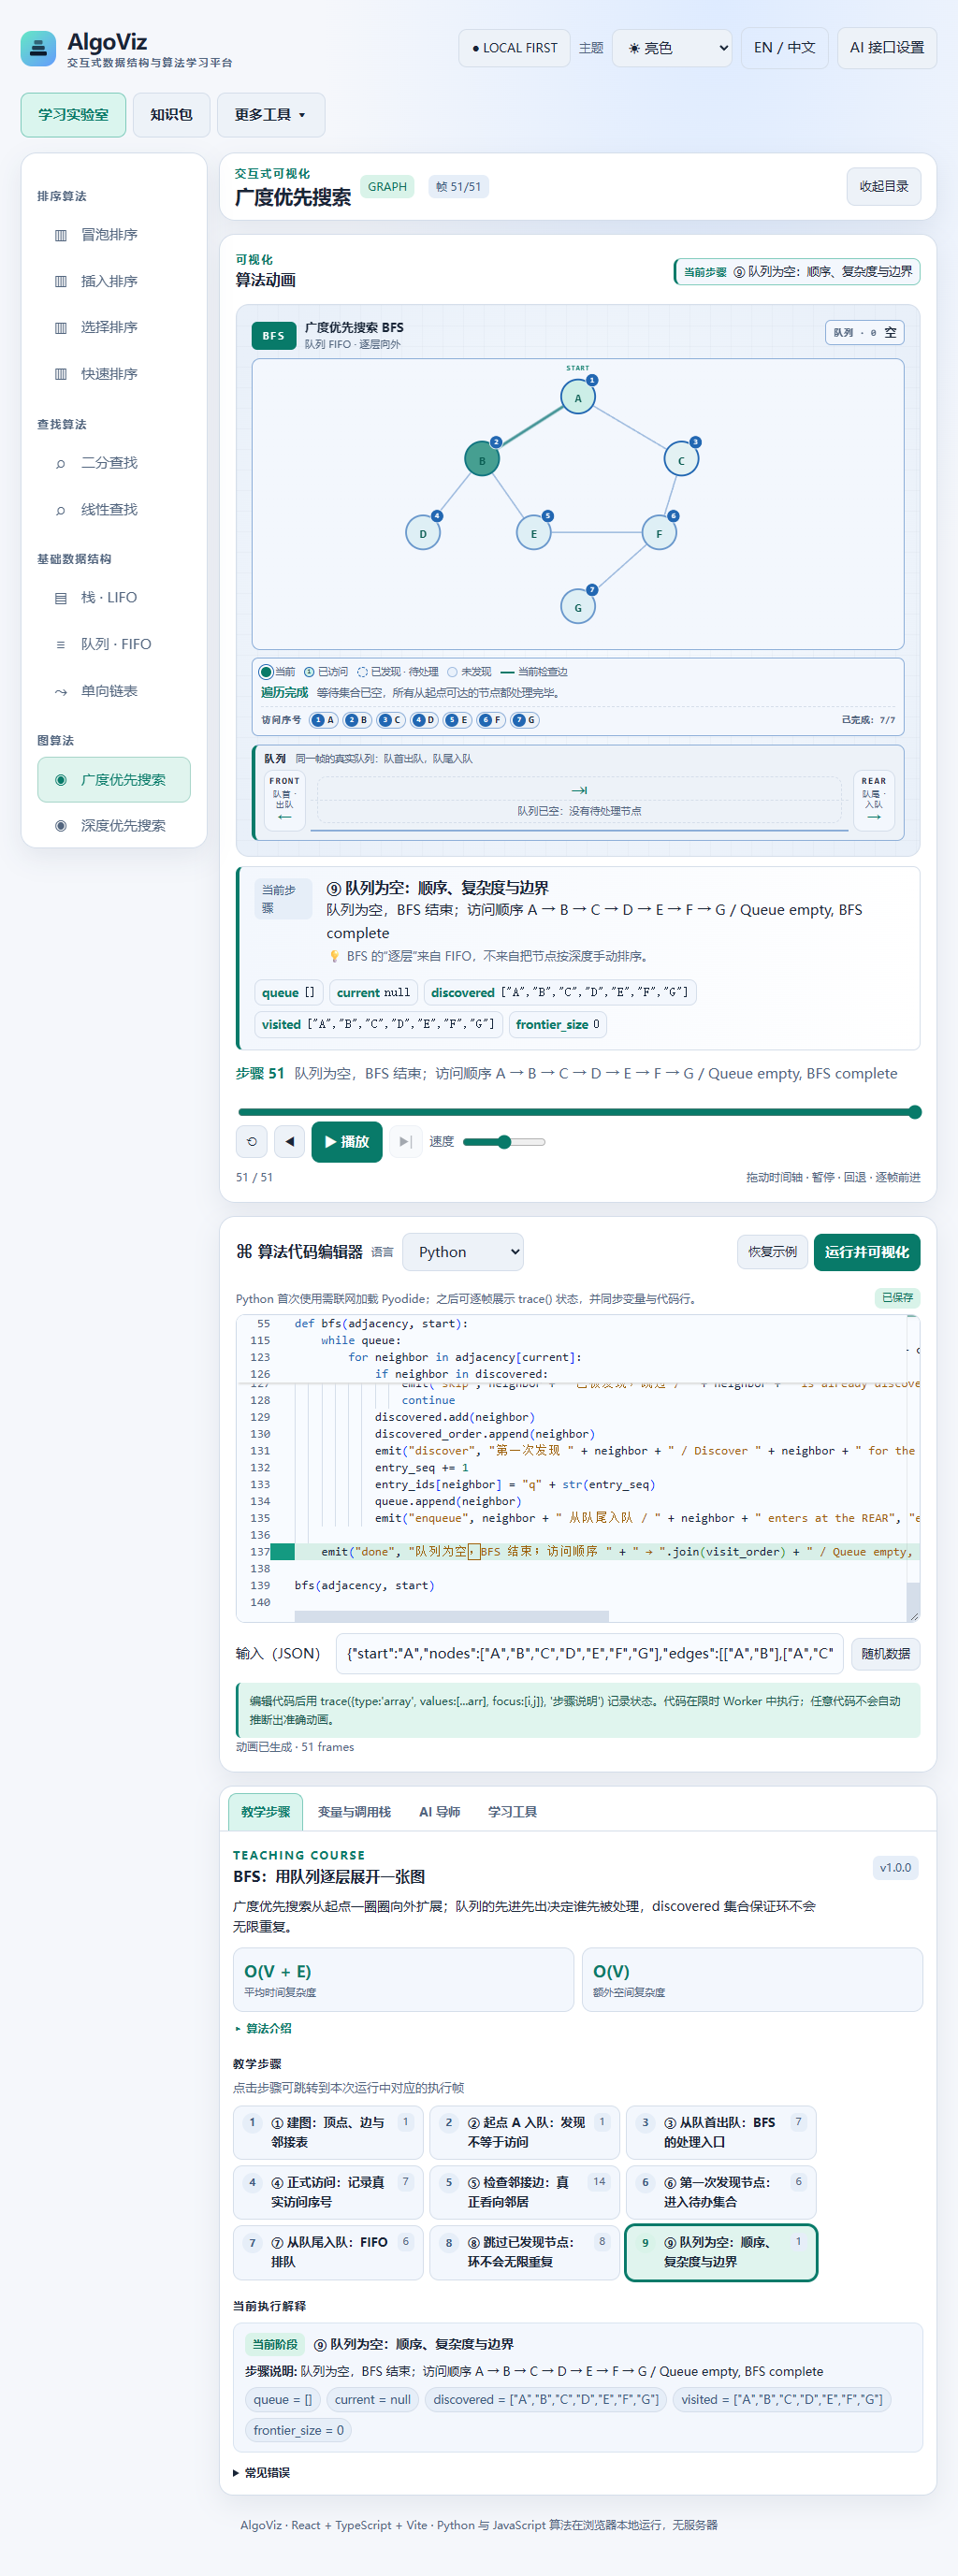 AlgoViz
交互式数据结构与算法学习平台
● LOCAL FIRST
主题
☀ 亮色
EN / 中文
AI 接口设置
学习实验室
知识包
更多工具 ▾
排序算法
冒泡排序
插入排序
选择排序
快速排序
查找算法
二分查找
线性查找
基础数据结构
栈 · LIFO
队列 · FIFO
单向链表
图算法
广度优先搜索
深度优先搜索
交互式可视化
广度优先搜索
GRAPH
帧 51/51
收起目录
可视化
算法动画
当前步骤 ⑨ 队列为空：顺序、复杂度与边界
BFS
广度优先搜索 BFS
队列 FIFO · 逐层向外
队列 · 0 空
START
A 1
B 2
C 3
D 4
E 5
F 6
G 7
当前 1 已访问 已发现 · 待处理 未发现 当前检查边
遍历完成 等待集合已空，所有从起点可达的节点都处理完毕。
访问序号 1 A 2 B 3 C 4 D 5 E 6 F 7 G
已完成：7/7
队列 同一帧的真实队列：队首出队，队尾入队
FRONT
队首 ·
出队
←
⇥
队列已空：没有待处理节点
REAR
队尾 ·
入队
→
当前步
骤
⑨ 队列为空：顺序、复杂度与边界
队列为空，BFS 结束；访问顺序 A → B → C → D → E → F → G / Queue empty, BFS
complete
💡 BFS 的“逐层”来自 FIFO，不来自把节点按深度手动排序。
queue []
current null
discovered ["A","B","C","D","E","F","G"]
visited ["A","B","C","D","E","F","G"]
frontier_size 0
步骤 51 队列为空，BFS 结束；访问顺序 A → B → C → D → E → F → G / Queue empty, BFS complete
▶ 播放
速度
51 / 51
拖动时间轴 · 暂停 · 回退 · 逐帧前进
⌘ 算法代码编辑器
语言
Python
恢复示例
运行并可视化
Python 首次使用需联网加载 Pyodide；之后可逐帧展示 trace() 状态，并同步变量与代码行。
已保存
55 def bfs(adjacency, start):
115 while queue:
123 for neighbor in adjacency[current]:
126 if neighbor in discovered:
128 continue
129 discovered.add(neighbor)
130 discovered_order.append(neighbor)
131 emit("discover", "第一次发现 " + neighbor + " / Discover " + neighbor + " for the
132 entry_seq += 1
133 entry_ids[neighbor] = "q" + str(entry_seq)
134 queue.append(neighbor)
135 emit("enqueue", neighbor + " 从队尾入队 / " + neighbor + " enters at the REAR", "e
136
137 emit("done", "队列为空，BFS 结束；访问顺序 " + " → ".join(visit_order) + " / Queue empty,
138
139 bfs(adjacency, start)
140
输入（JSON）
{"start":"A","nodes":["A","B","C","D","E","F","G"],"edges":[["A","B"],["A","C"
随机数据
编辑代码后用 trace({type:'array', values:[...arr], focus:[i,j]}, '步骤说明') 记录状态。代码在限时 Worker 中执行；任意代码不会自动
推断出准确动画。
动画已生成 · 51 frames
教学步骤
变量与调用栈
AI 导师
学习工具
TEACHING COURSE
BFS：用队列逐层展开一张图
v1.0.0
广度优先搜索从起点一圈圈向外扩展；队列的先进先出决定谁先被处理，discovered 集合保证环不会
无限重复。
O(V + E)
平均时间复杂度
O(V)
额外空间复杂度
▸ 算法介绍
教学步骤
点击步骤可跳转到本次运行中对应的执行帧
1 ① 建图：顶点、边与
邻接表
1
2 ② 起点 A 入队：发现
不等于访问
1
3 ③ 从队首出队：BFS
的处理入口
7
4 ④ 正式访问：记录真
实访问序号
7
5 ⑤ 检查邻接边：真
正看向邻居
14
6 ⑥ 第一次发现节点：
进入待办集合
6
7 ⑦ 从队尾入队：FIFO
排队
6
8 ⑧ 跳过已发现节点：
环不会无限重复
8
9 ⑨ 队列为空：顺序、
复杂度与边界
1
当前执行解释
当前阶段 ⑨ 队列为空：顺序、复杂度与边界
步骤说明: 队列为空，BFS 结束；访问顺序 A → B → C → D → E → F → G / Queue empty, BFS complete
queue = []
current = null
discovered = ["A","B","C","D","E","F","G"]
visited = ["A","B","C","D","E","F","G"]
frontier_size = 0
▶ 常见错误
AlgoViz · React + TypeScript + Vite · Python 与 JavaScript 算法在浏览器本地运行，无服务器